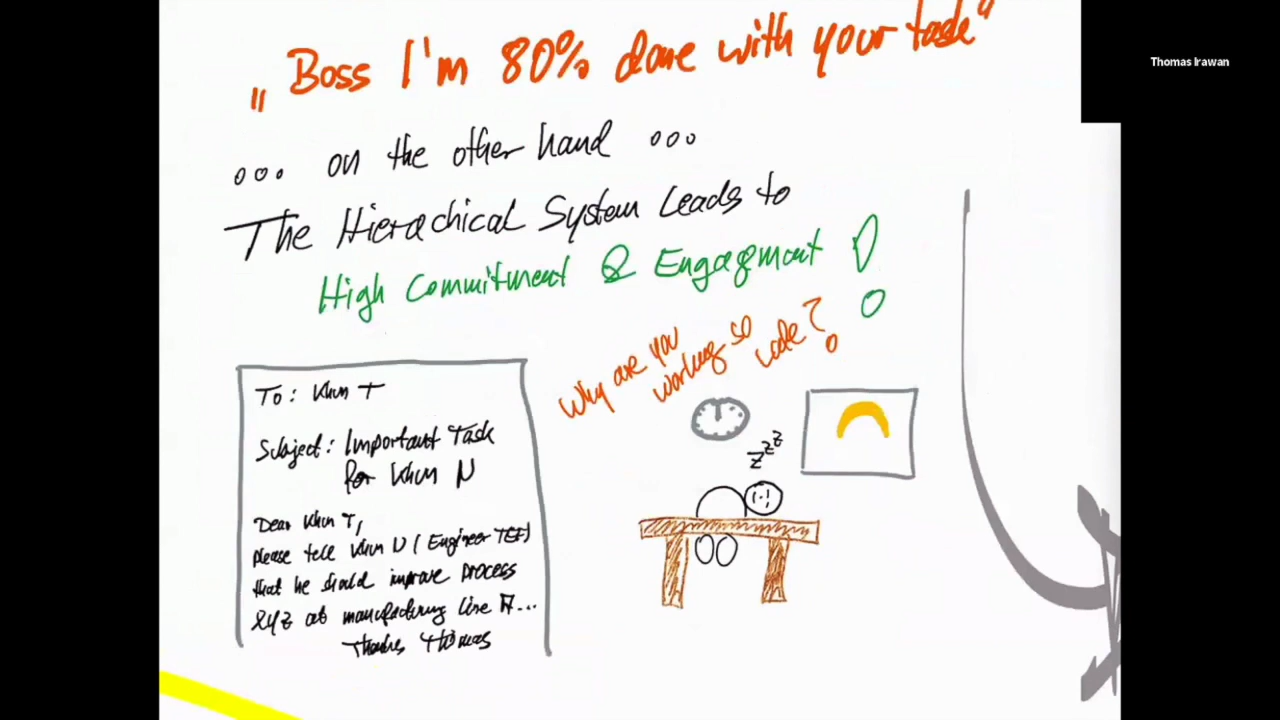 „Boss I'm 80% done with your task"
Thomas Irawan
... on the other hand ...
The Hierachical System Leads to
High Commitment & Engagement !
Why are you
working so
late ?
To: Khun T
Subject: Important Task
for Khun N
zzz
Dear Khun T,
please tell Khun N (Engineer TEF)
that he should improve process
XYZ at manufacturing line A...
Thanks, Thomas